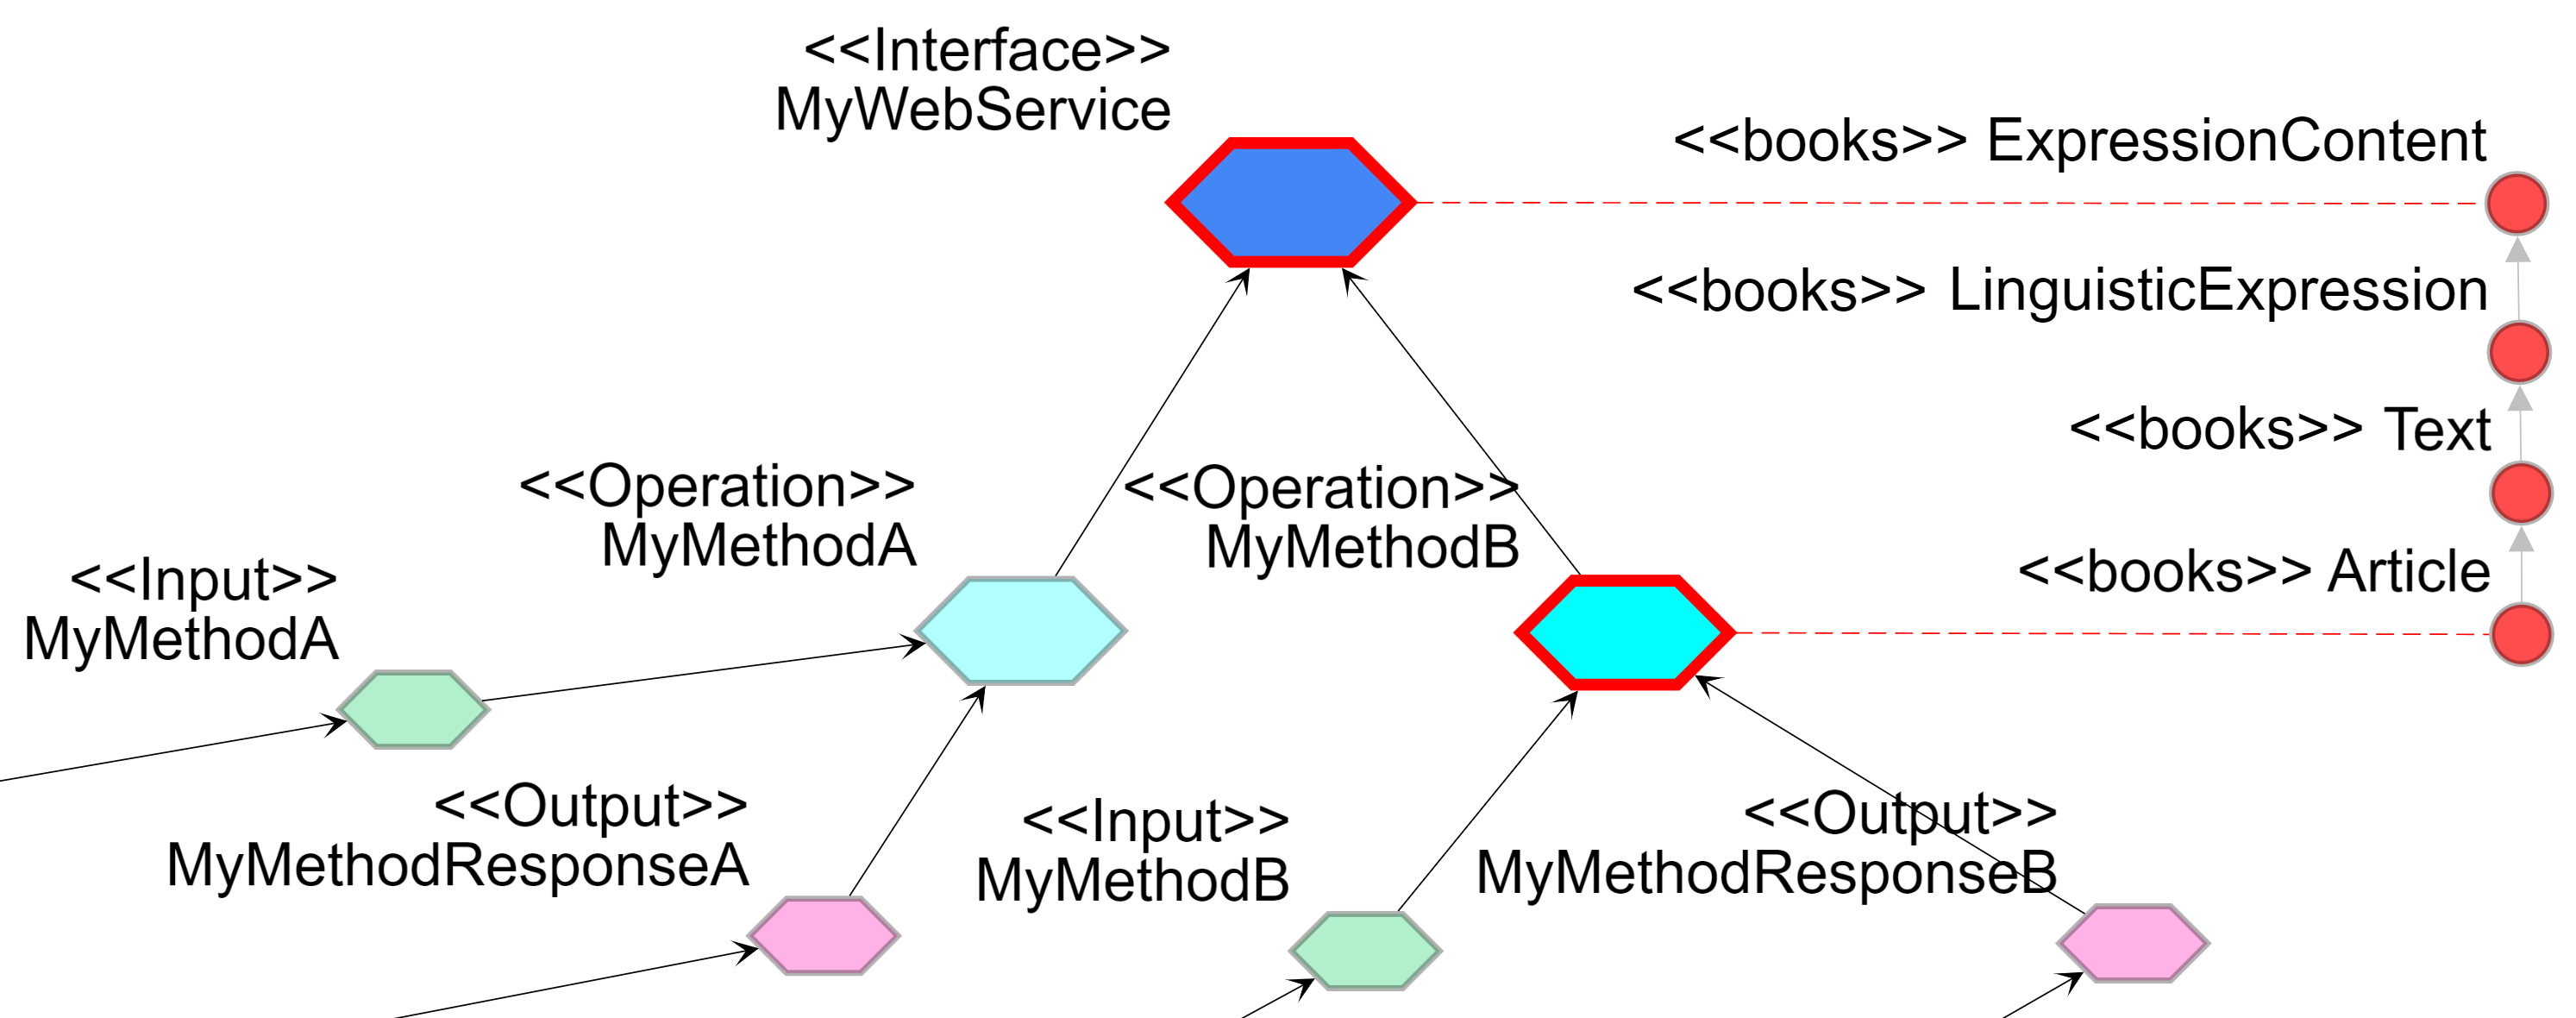 <<Interface>>
MyWebService
<<books>> ExpressionContent
<<books>> LinguisticExpression
<<books>> Text
<<Operation>>
MyMethodA
<<Operation>>
MyMethodB
<<books>> Article
<<Input>>
MyMethodA
<<Output>>
MyMethodResponseA
<<Input>>
MyMethodB
<<Output>>
MyMethodResponseB